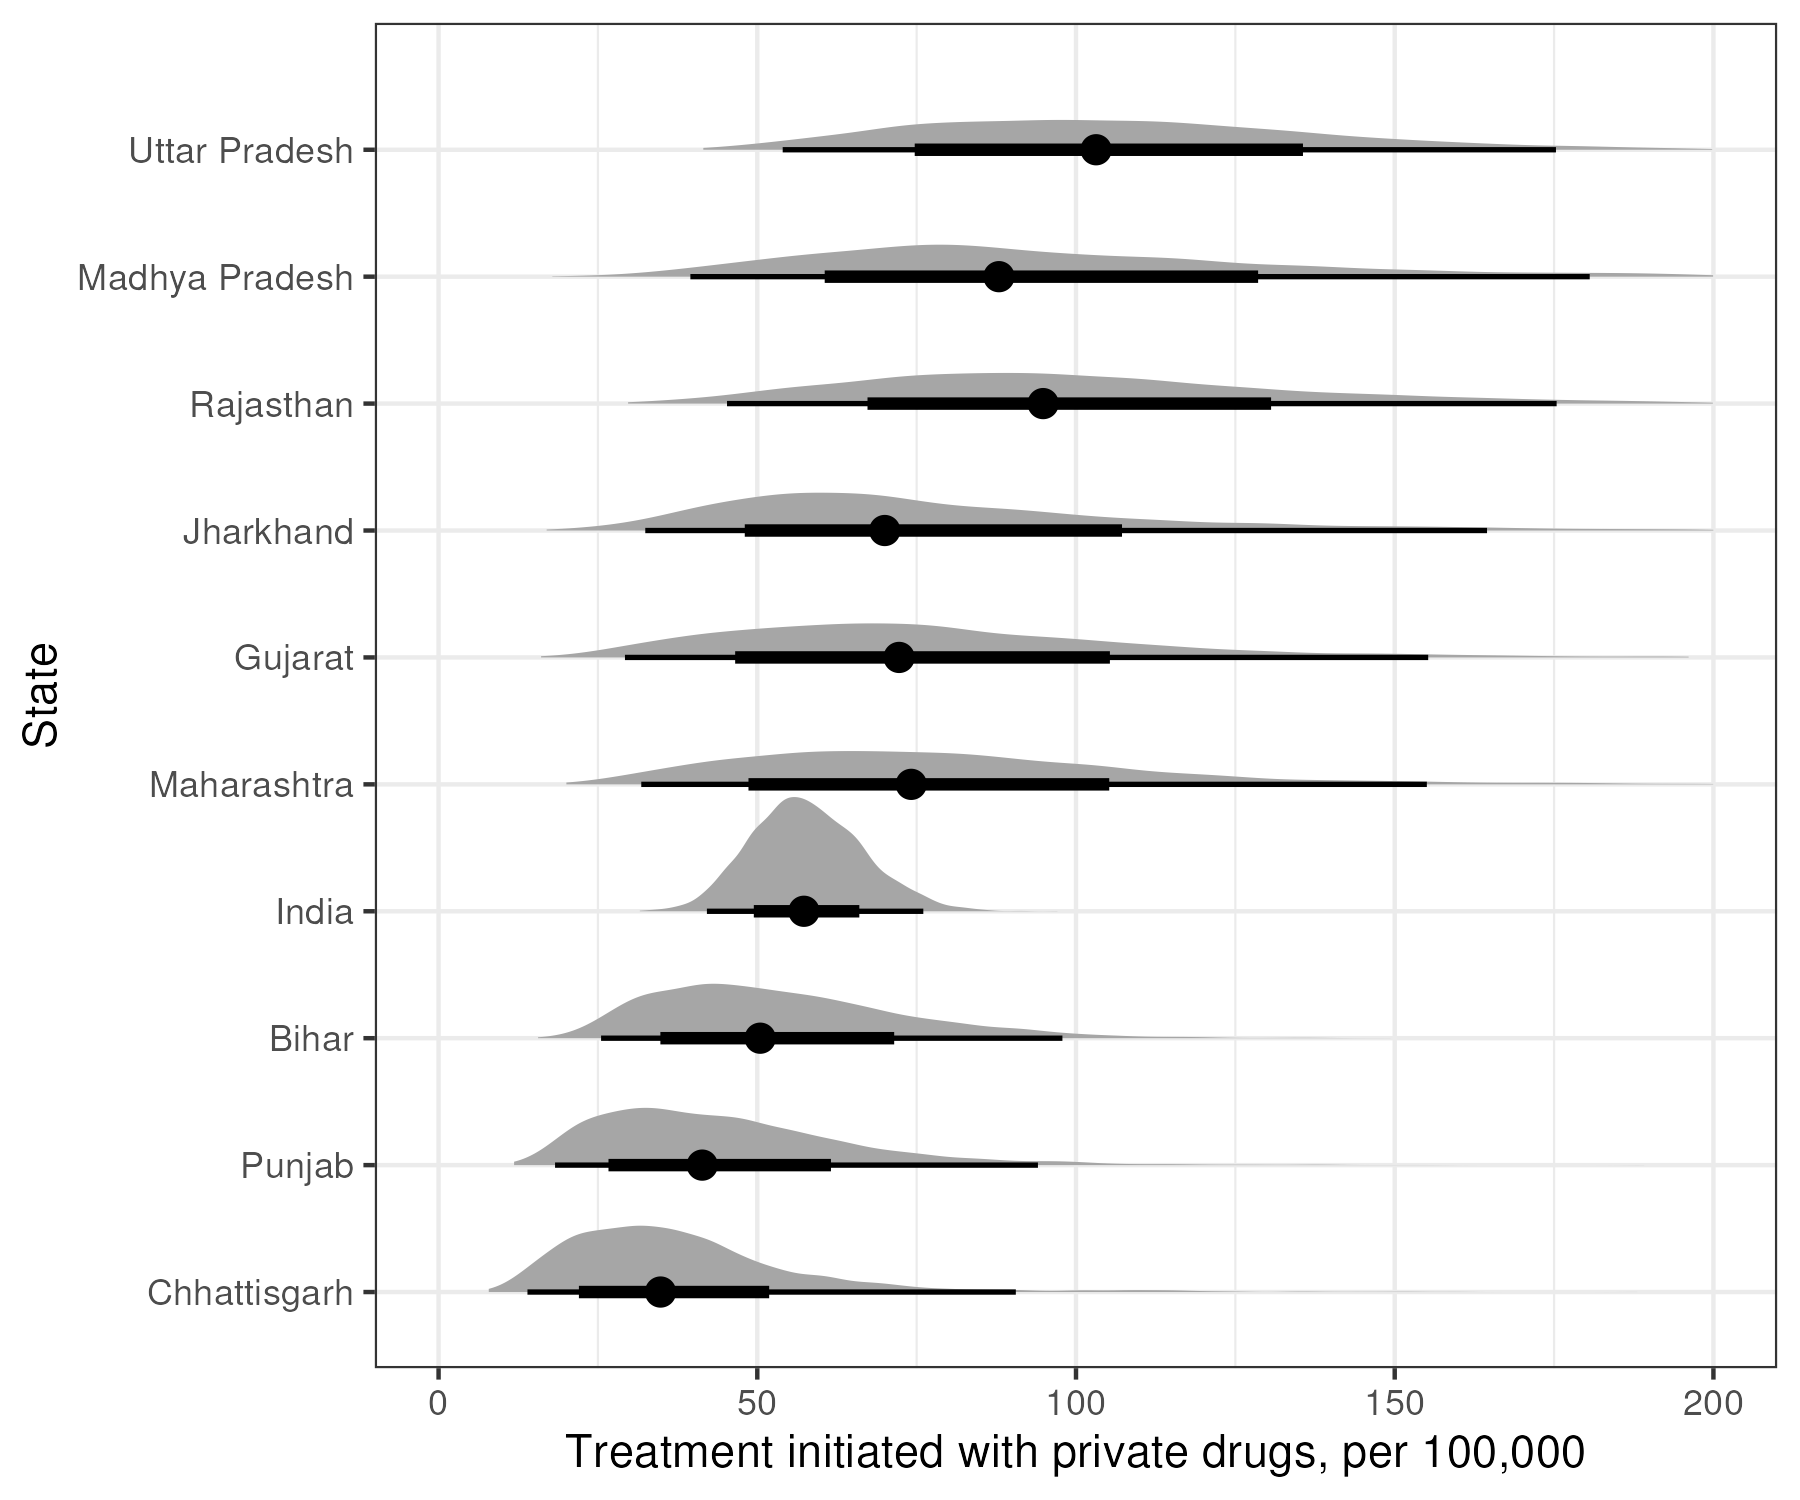 Uttar Pradesh
Madhya Pradesh
Rajasthan
Jharkhand
Gujarat
Maharashtra
India
Bihar
Punjab
Chhattisgarh
State
0 50 100 150 200
Treatment initiated with private drugs, per 100,000